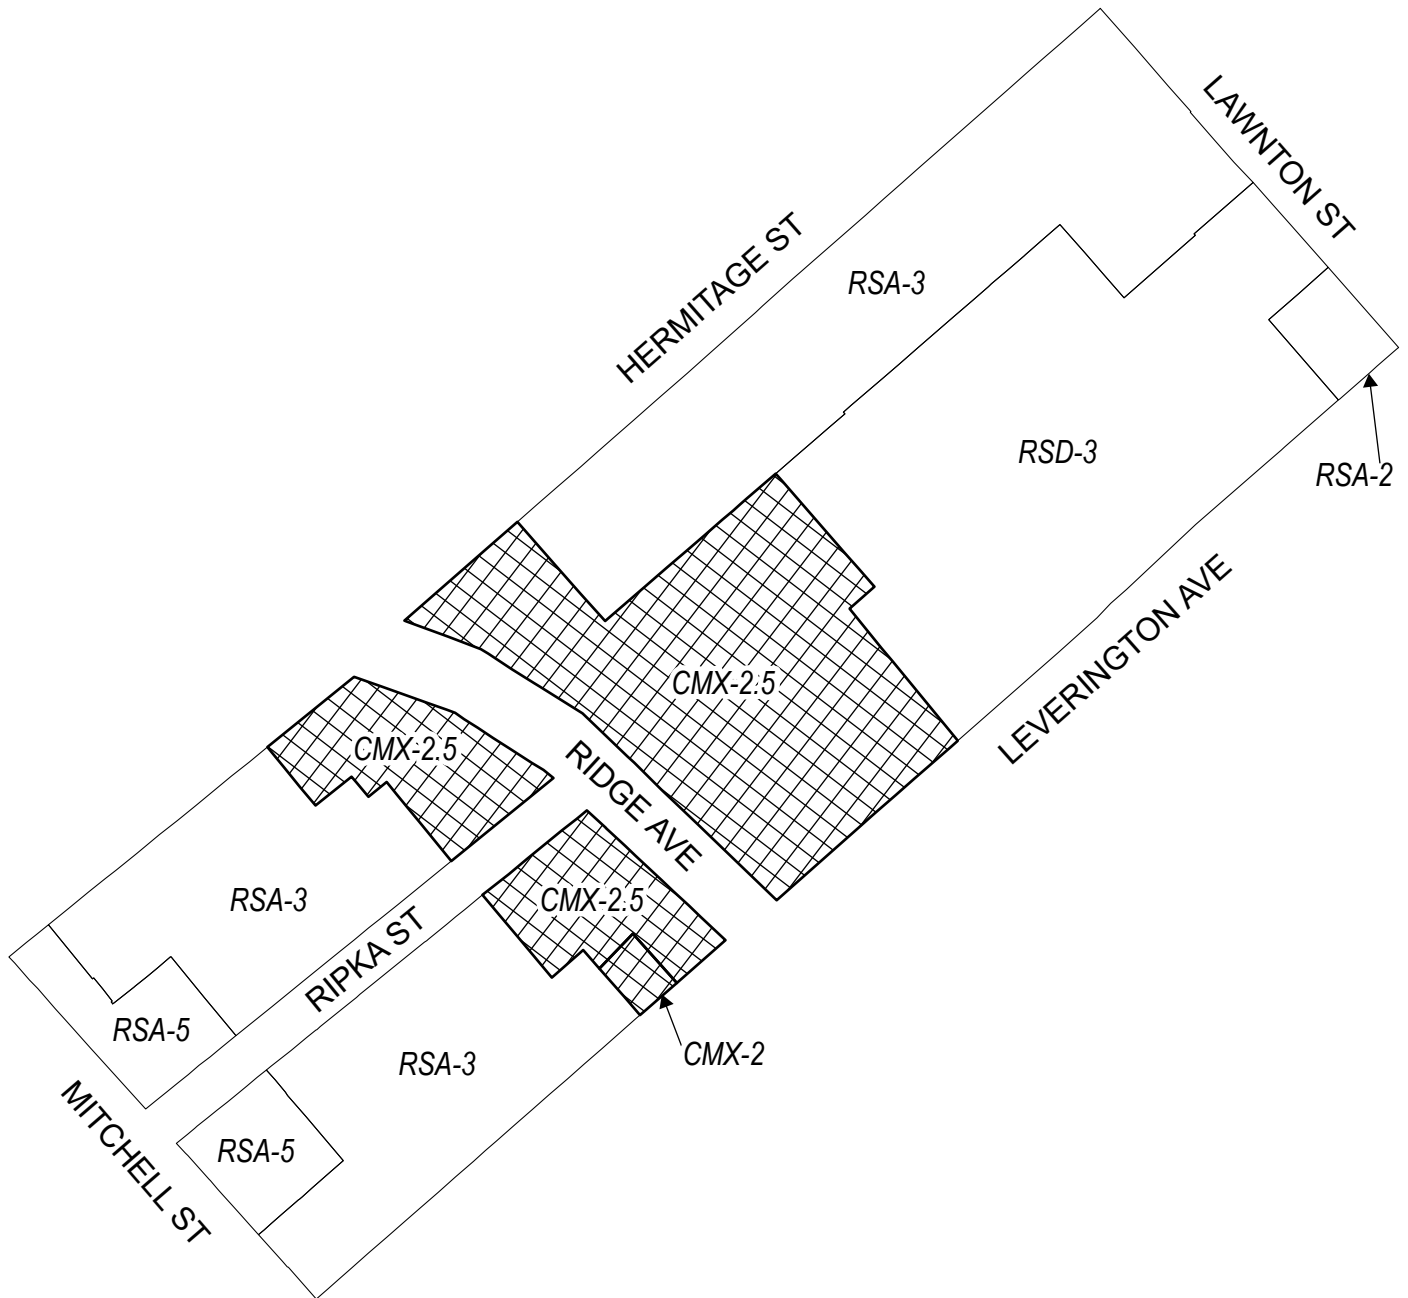 LAWNTON ST
HERMITAGE ST
RSA-3
RSD-3
RSA-2
LEVERINGTON AVE
CMX-2.5
CMX-2.5
RIDGE AVE
CMX-2.5
RSA-3
RIPKA ST
RSA-5
CMX-2
RSA-3
MITCHELL ST
RSA-5